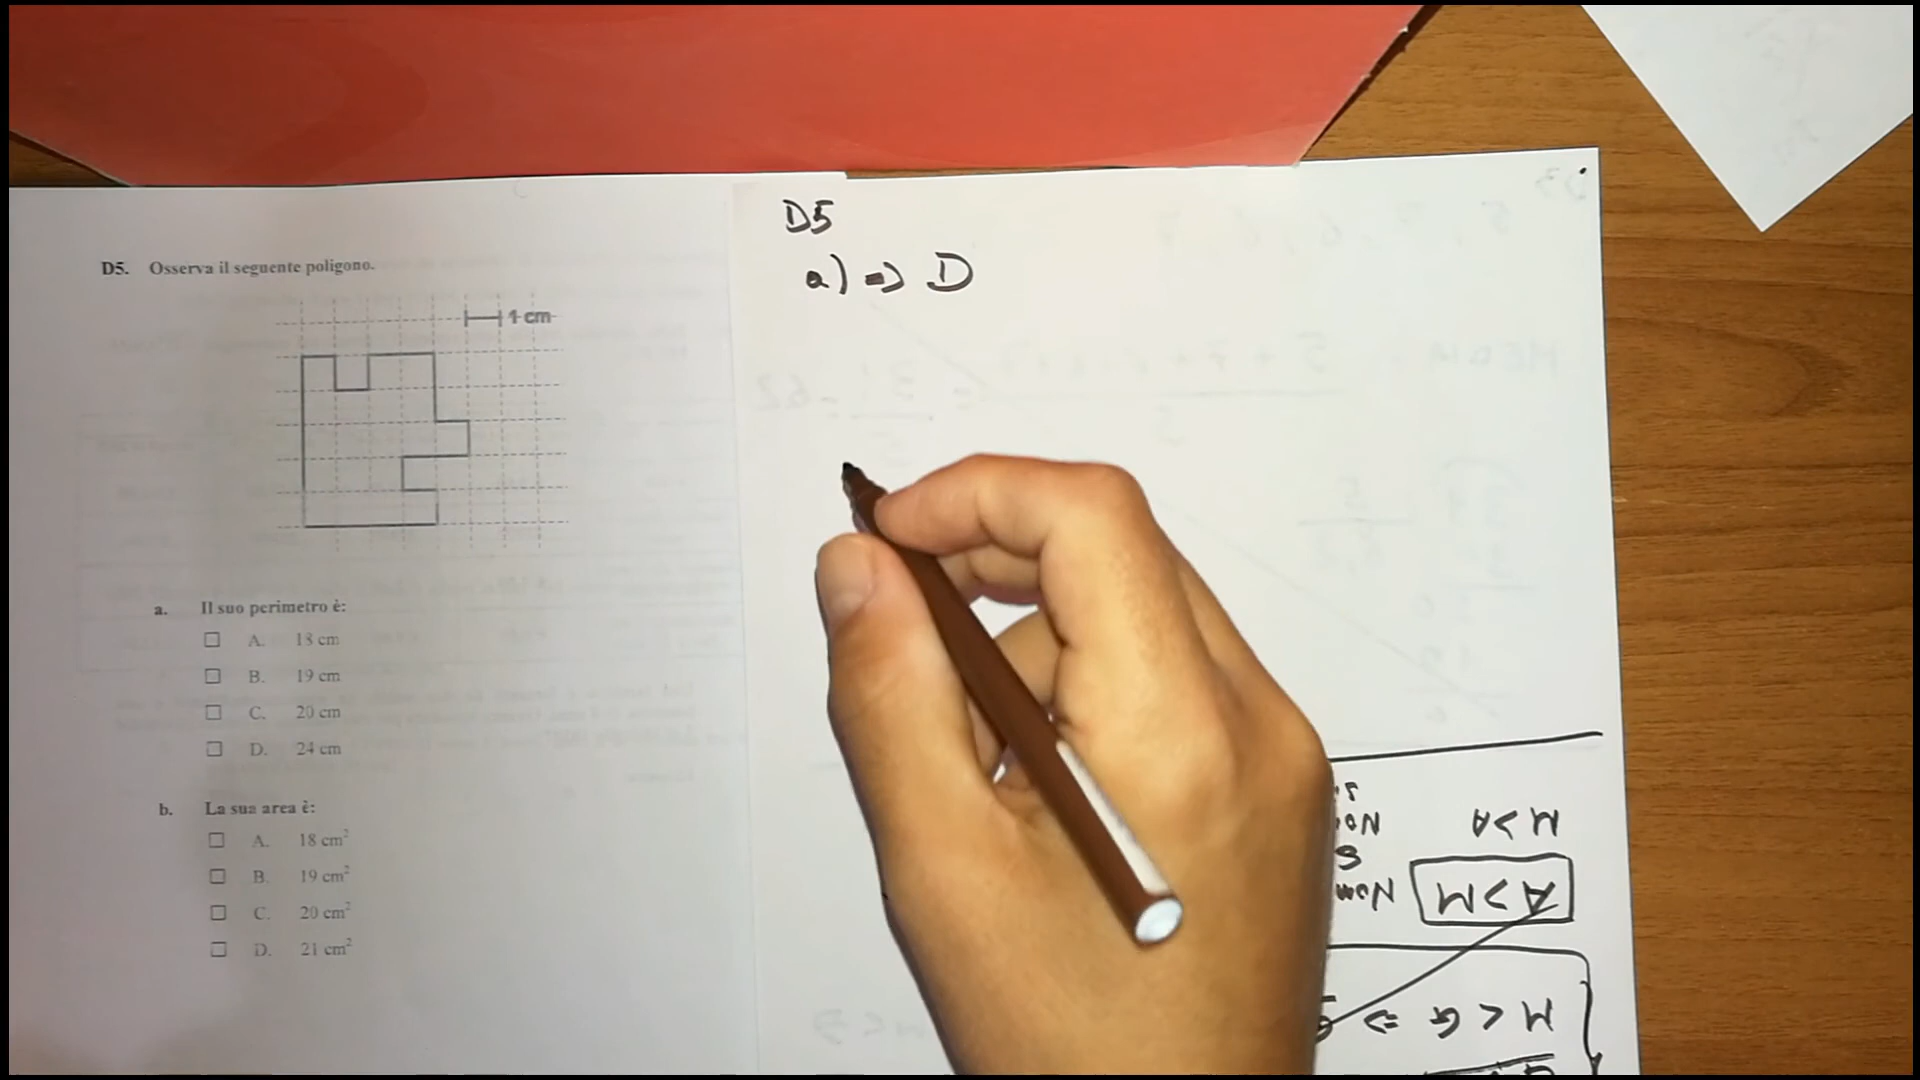 D5. Osserva il seguente poligono.
1 cm
a. Il suo perimetro è:
A. 18 cm
B. 19 cm
C. 20 cm
D. 24 cm
b. La sua area è:
A. 18 cm²
B. 19 cm²
C. 20 cm²
D. 21 cm²
D5
a) => D
M>A
A>M
M < G =>